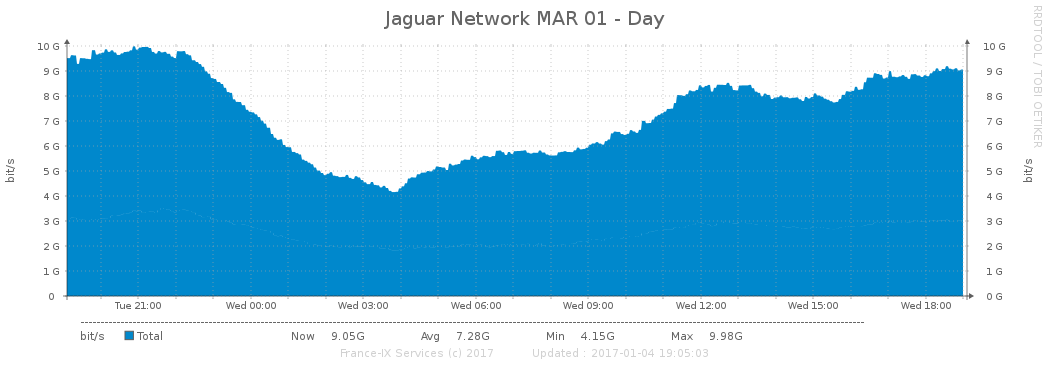 Jaguar Network MAR 01 - Day
RRDTOOL / TOBI OETIKER
10 G 10 G
9 G 9 G
8 G 8 G
7 G 7 G
6 G 6 G
5 G 5 G
4 G 4 G
3 G 3 G
2 G 2 G
1 G 1 G
0 0 G
bit/s
bit/s
Tue 21:00 Wed 00:00 Wed 03:00 Wed 06:00 Wed 09:00 Wed 12:00 Wed 15:00 Wed 18:00
bit/s Total Now 9.05G Avg 7.28G Min 4.15G Max 9.98G
France-IX Services (c) 2017 Updated : 2017-01-04 19:05:03